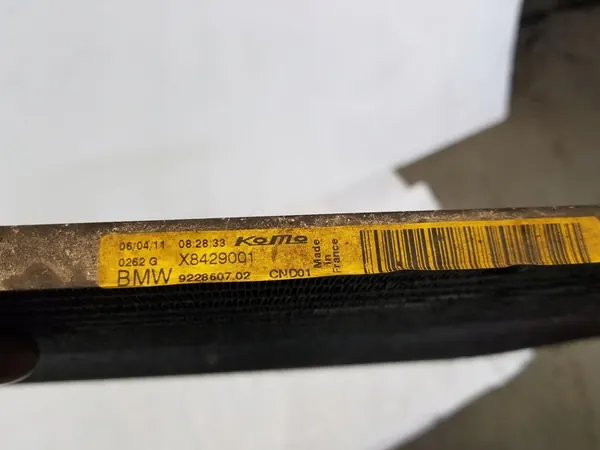 06/04/11 08:28:33 KoMo
0262 G X8429001
BMW 9228607.02 CND01
Made
in
France